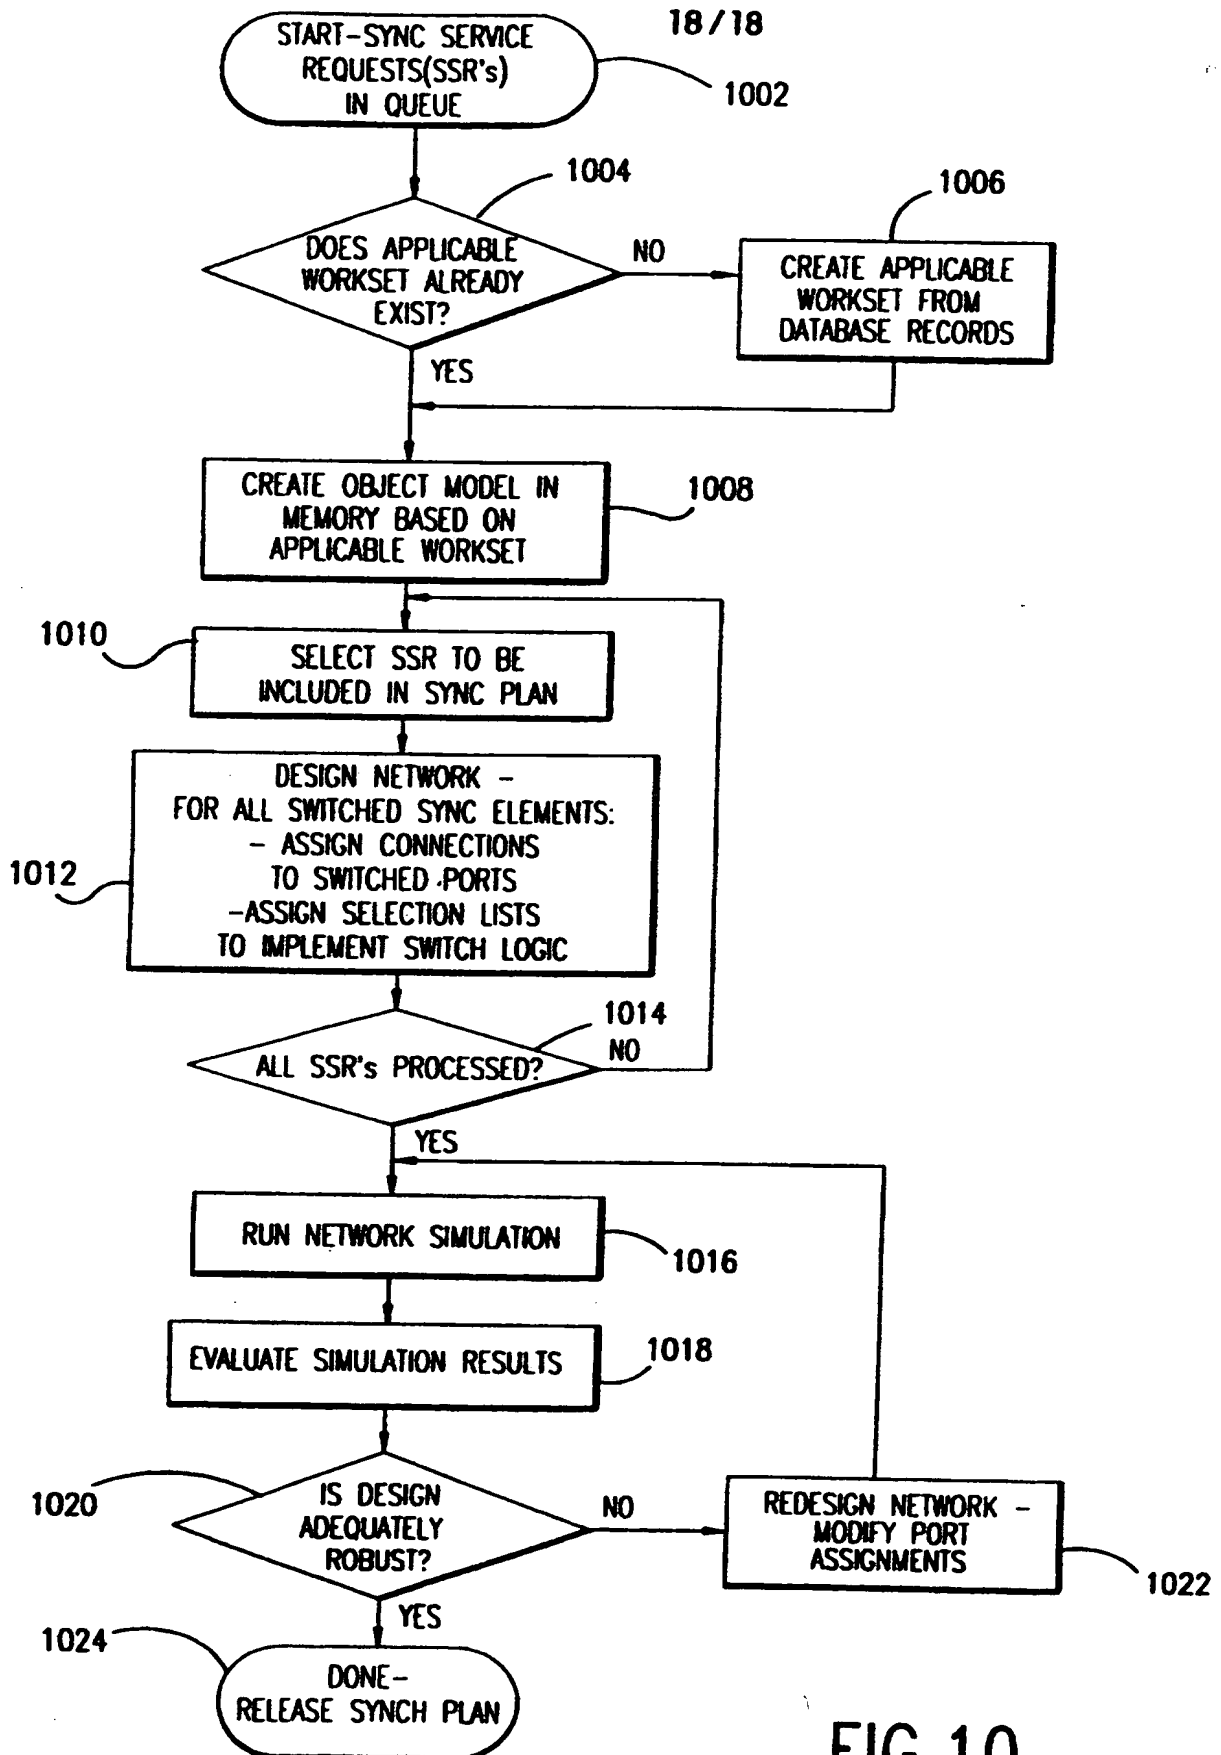 18/18
START-SYNC SERVICE
REQUESTS(SSR's)
IN QUEUE
1002
1004
DOES APPLICABLE
WORKSET ALREADY
EXIST?
NO
YES
1006
CREATE APPLICABLE
WORKSET FROM
DATABASE RECORDS
CREATE OBJECT MODEL IN
MEMORY BASED ON
APPLICABLE WORKSET
1008
1010
SELECT SSR TO BE
INCLUDED IN SYNC PLAN
1012
DESIGN NETWORK -
FOR ALL SWITCHED SYNC ELEMENTS:
- ASSIGN CONNECTIONS
TO SWITCHED PORTS
-ASSIGN SELECTION LISTS
TO IMPLEMENT SWITCH LOGIC
1014
ALL SSR's PROCESSED?
NO
YES
RUN NETWORK SIMULATION
1016
EVALUATE SIMULATION RESULTS
1018
1020
IS DESIGN
ADEQUATELY
ROBUST?
NO
YES
REDESIGN NETWORK -
MODIFY PORT
ASSIGNMENTS
1022
1024
DONE-
RELEASE SYNCH PLAN
FIG.10